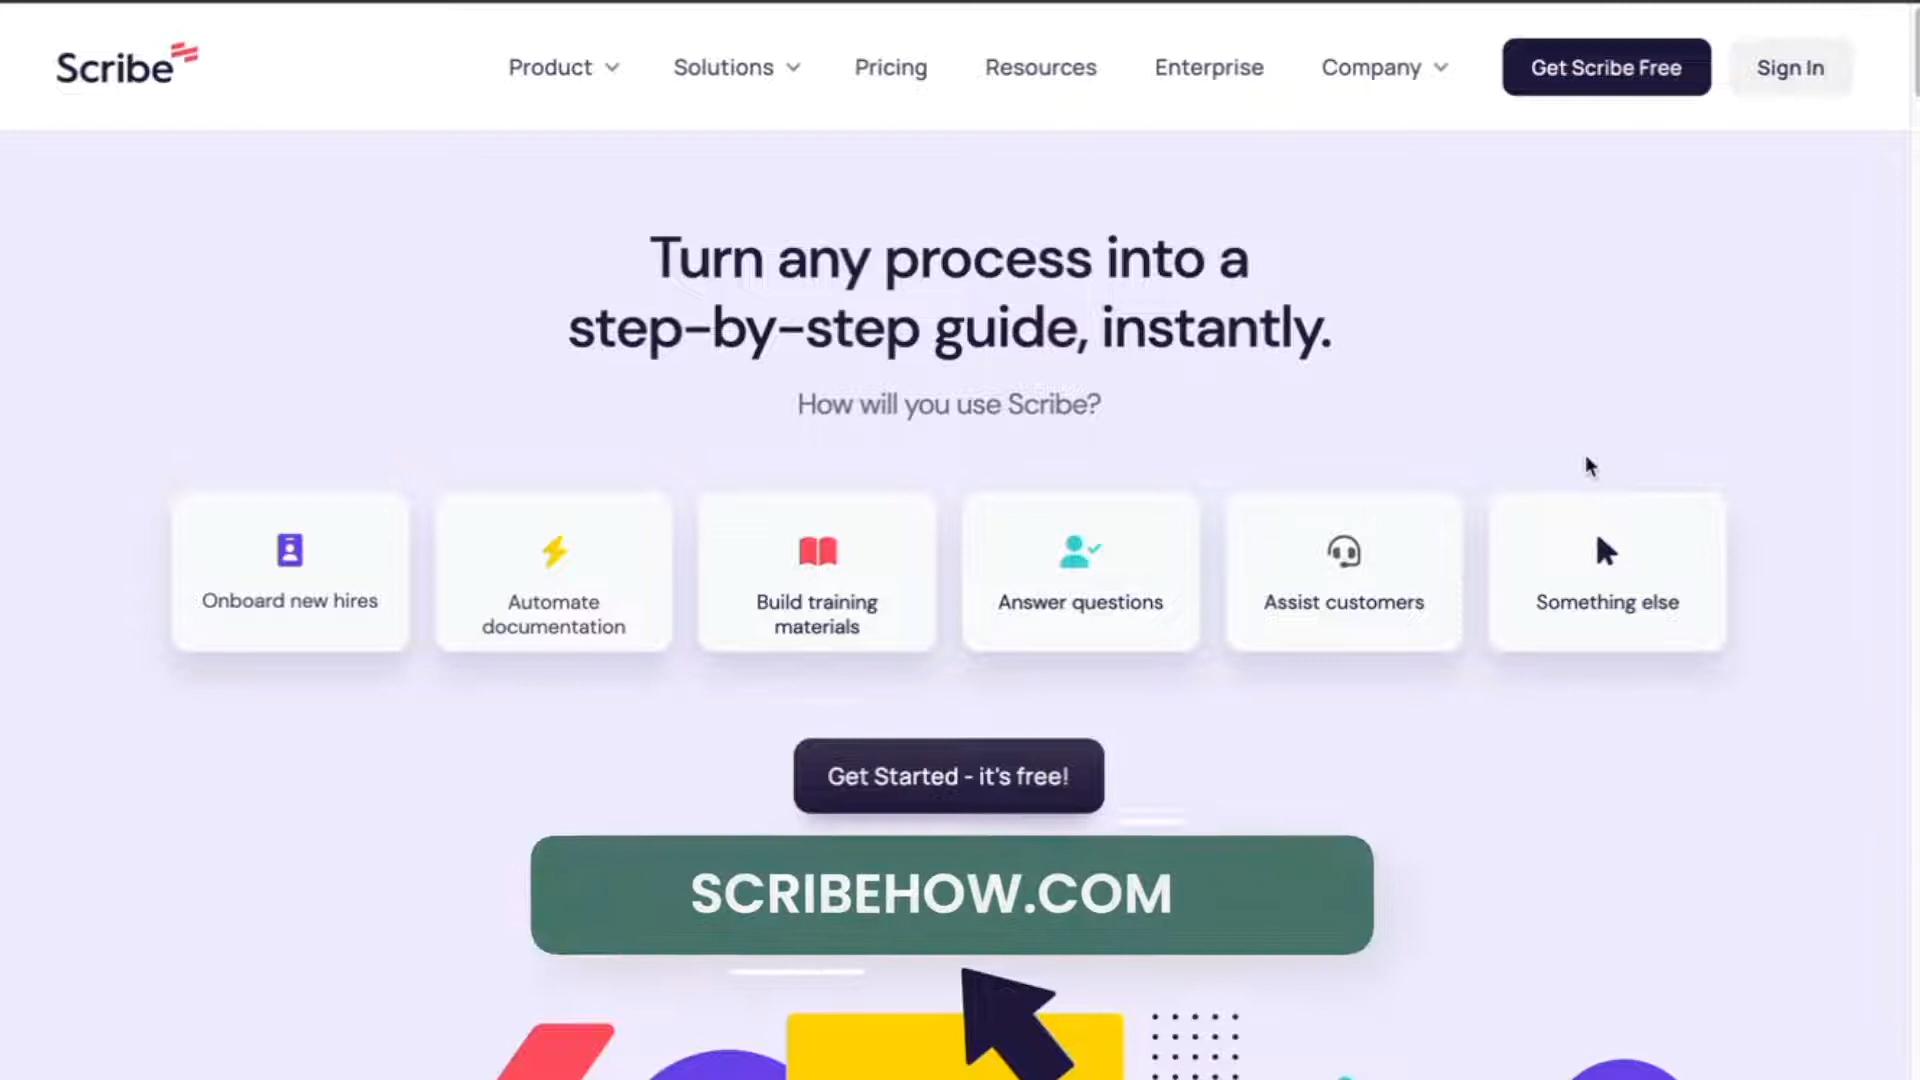 Scribe
Product
Solutions
Pricing
Resources
Enterprise
Company
Get Scribe Free
Sign In
Turn any process into a
step-by-step guide, instantly.
How will you use Scribe?
Onboard new hires
Automate
documentation
Build training
materials
Answer questions
Assist customers
Something else
Get Started - it's free!
SCRIBEHOW.COM